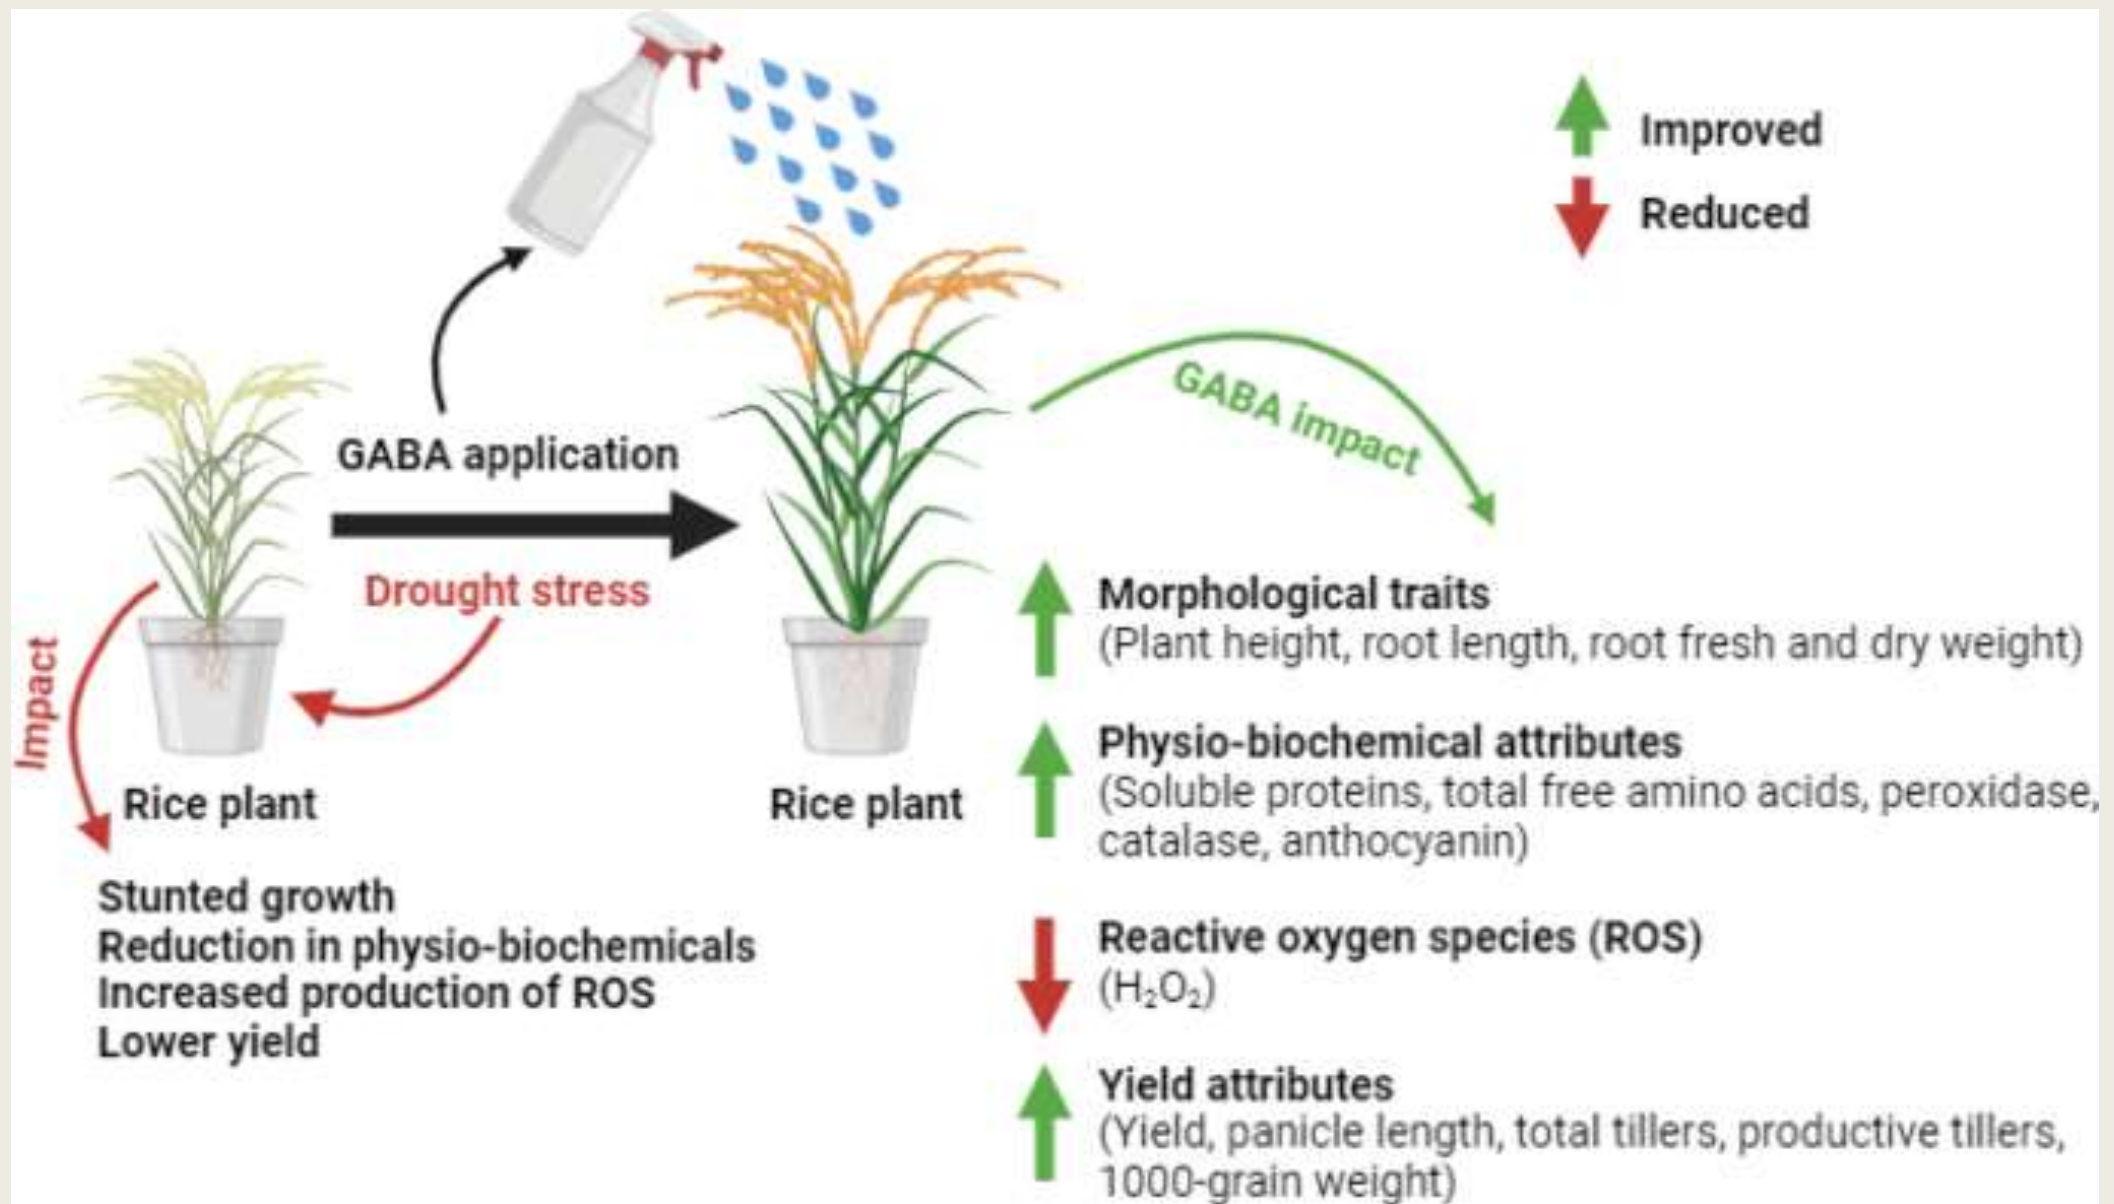 Improved
Reduced
GABA application
Drought stress
GABA impact
Impact
Rice plant
Rice plant
Stunted growth
Reduction in physio-biochemicals
Increased production of ROS
Lower yield
Morphological traits
(Plant height, root length, root fresh and dry weight)
Physio-biochemical attributes
(Soluble proteins, total free amino acids, peroxidase,
catalase, anthocyanin)
Reactive oxygen species (ROS)
(H₂O₂)
Yield attributes
(Yield, panicle length, total tillers, productive tillers,
1000-grain weight)